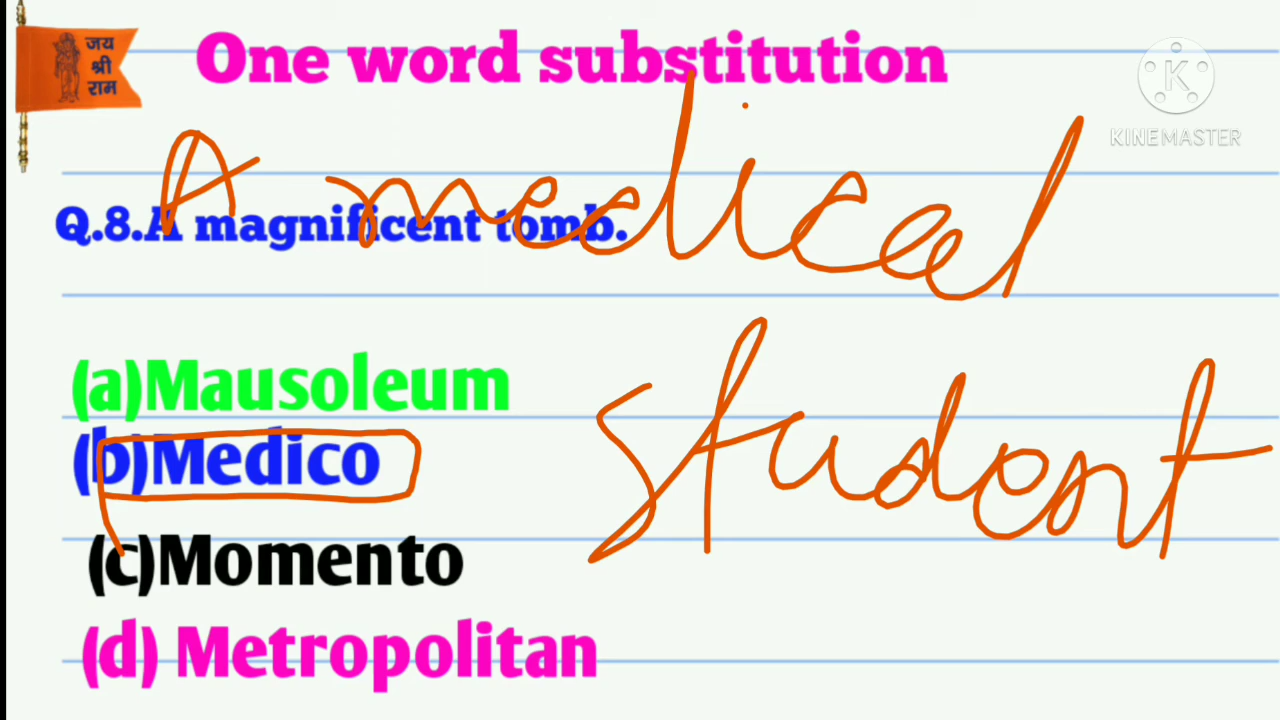 जय
श्री
राम
One word substitution
KINEMASTER
A medical
Q.8.A magnificent tomb.
student
(a)Mausoleum
(b)Medico
(c)Momento
(d) Metropolitan